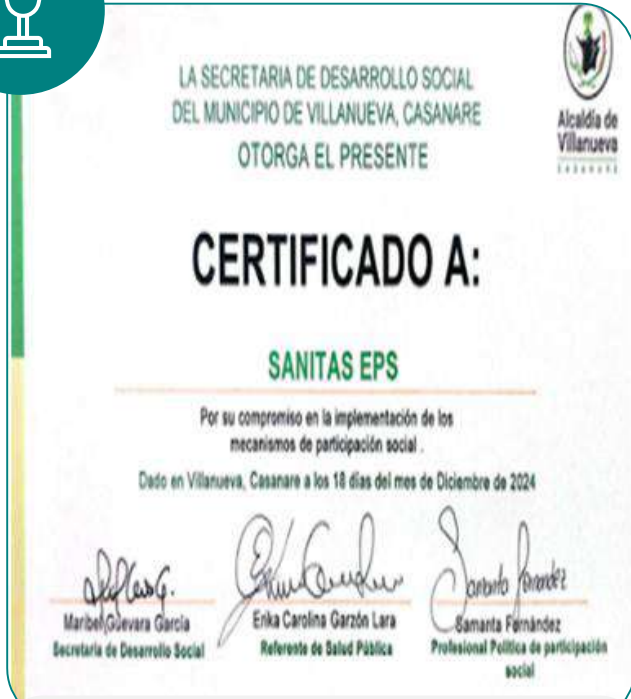 LA SECRETARIA DE DESARROLLO SOCIAL
DEL MUNICIPIO DE VILLANUEVA, CASANARE
OTORGA EL PRESENTE
Alcaldía de
Villanueva
CASANARE
CERTIFICADO A:
SANITAS EPS
Por su compromiso en la implementación de los
mecanismos de participación social .
Dado en Villanueva, Casanare a los 18 días del mes de Diciembre de 2024
Samanta Fernandez
Maribel Guevara García
Erika Carolina Garzón Lara
Samanta Fernández
Secretaria de Desarrollo Social
Referente de Salud Pública
Profesional Política de participación
social